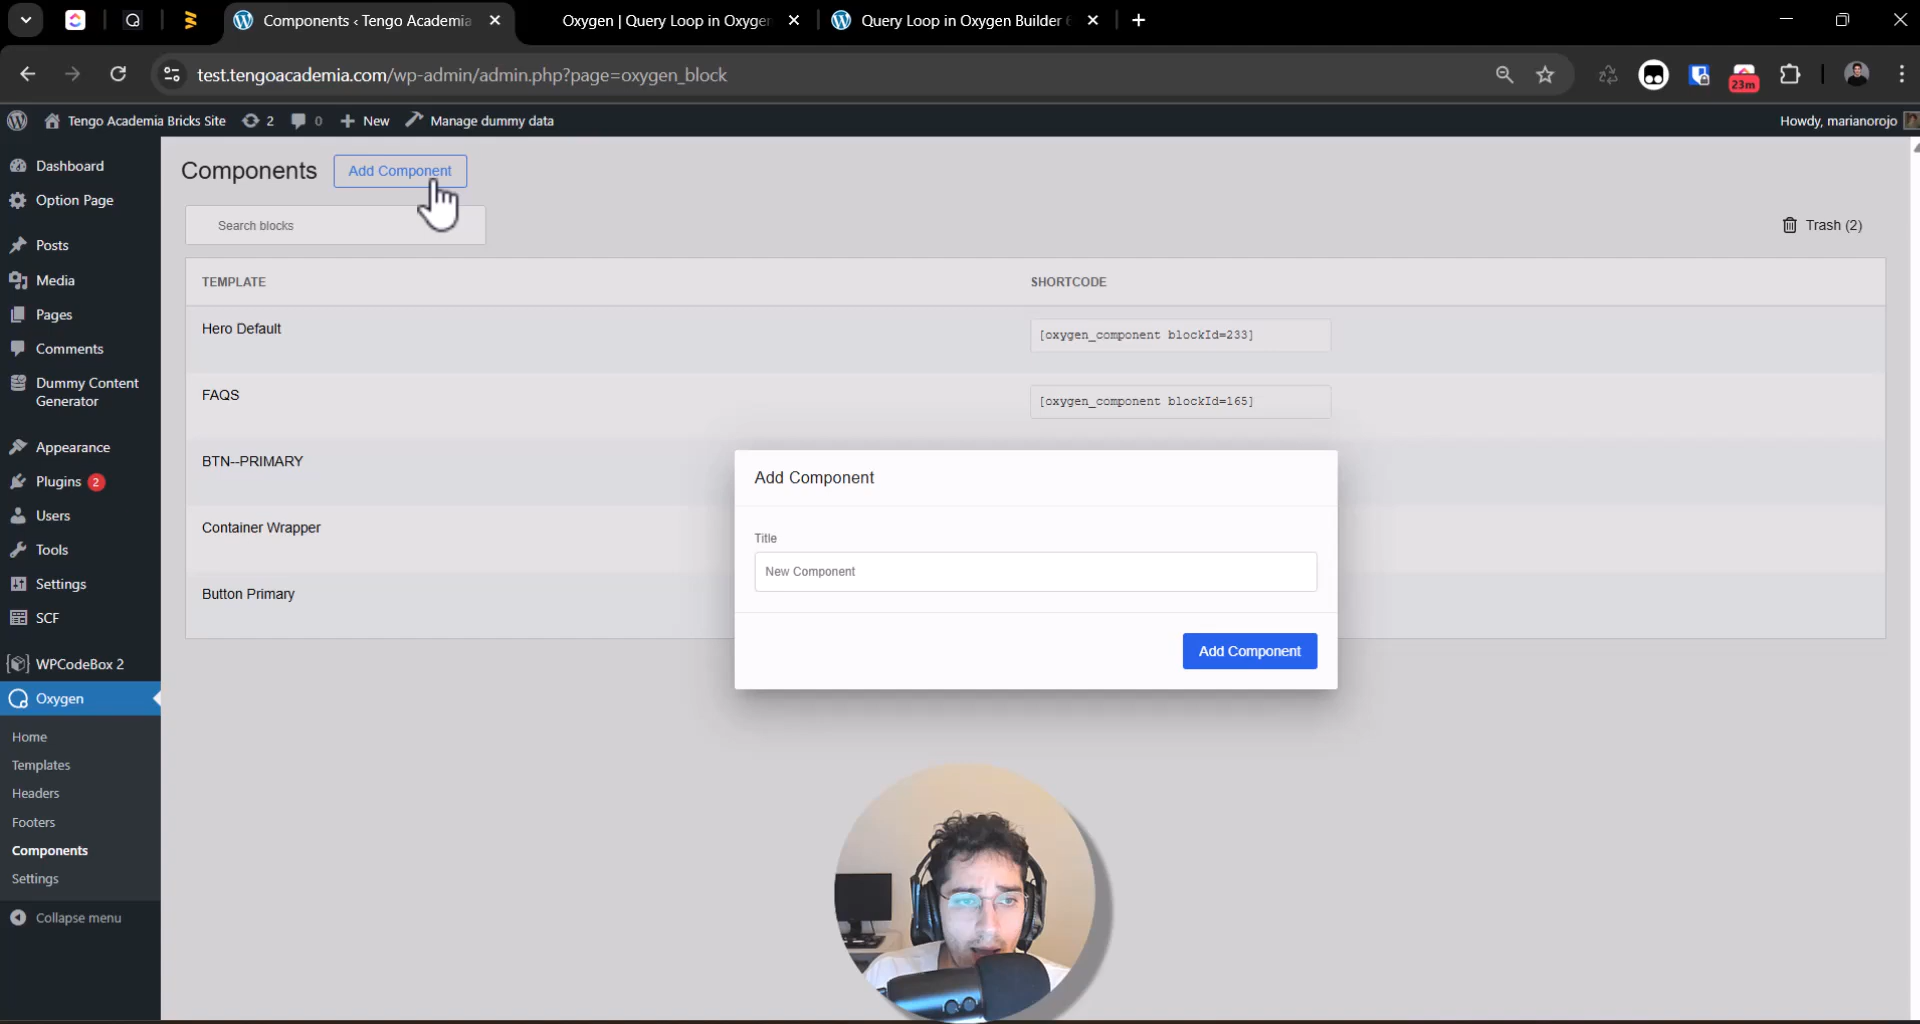 Components ‹ Tengo Academia
Oxygen | Query Loop in Oxygen
Query Loop in Oxygen Builder 6
test.tengoacademia.com/wp-admin/admin.php?page=oxygen_block
23m
Tengo Academia Bricks Site
2
0
New
Manage dummy data
Howdy, marianorojo
Dashboard
Option Page
Posts
Media
Pages
Comments
Dummy Content
Generator
Appearance
Plugins 2
Users
Tools
Settings
SCF
WPCodeBox 2
Oxygen
Home
Templates
Headers
Footers
Components
Settings
Collapse menu
Components
Add Component
Search blocks
Trash (2)
TEMPLATE
SHORTCODE
Hero Default
[oxygen_component blockId=233]
FAQS
[oxygen_component blockId=165]
BTN--PRIMARY
Container Wrapper
Button Primary
Add Component
Title
New Component
Add Component